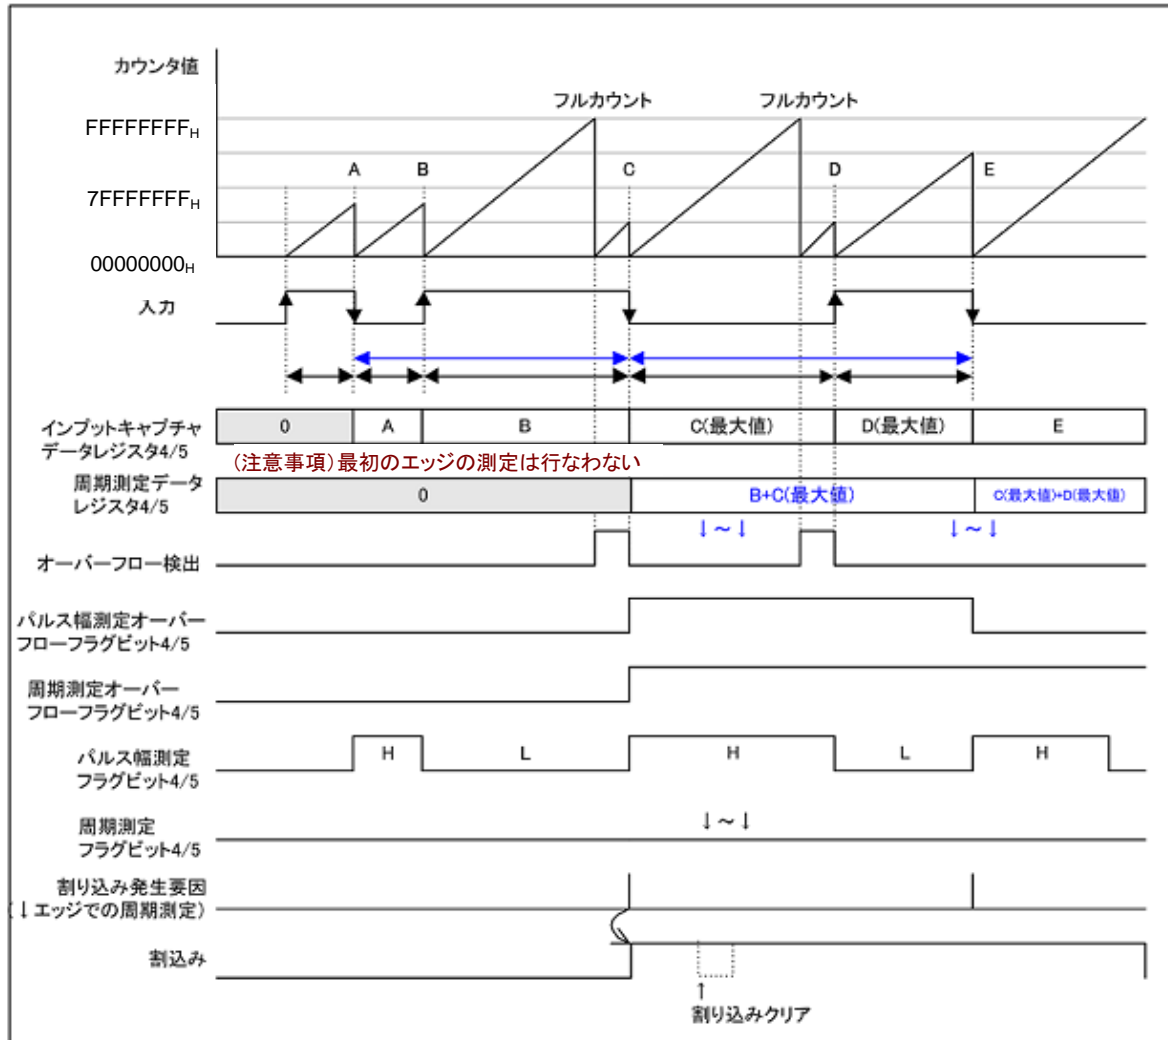 カウンタ値
フルカウント フルカウント
FFFFFFFFH
A B C D E
7FFFFFFFH
00000000H
入力
インプットキャプチャ
データレジスタ4/5
0 A B C(最大値) D(最大値) E
(注意事項)最初のエッジの測定は行なわない
周期測定データ
レジスタ4/5
0 B+C(最大値) C(最大値)+D(最大値)
↓～↓ ↓～↓
オーバーフロー検出
パルス幅測定オーバー
フローフラグビット4/5
周期測定オーバー
フローフラグビット4/5
パルス幅測定
フラグビット4/5
H L H L H
周期測定
フラグビット4/5
↓～↓
割り込み発生要因
(↓エッジでの周期測定)
割込み
↑
割り込みクリア